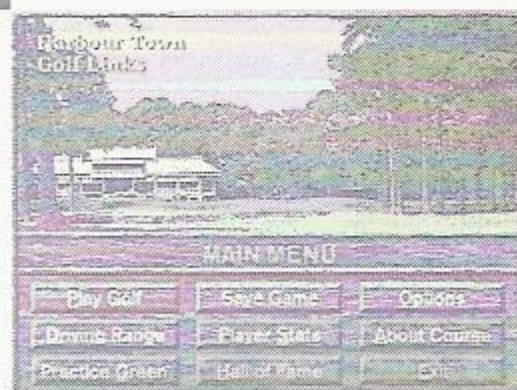 Harbour Town
Golf Links
MAIN MENU
Play Golf Save Game Options
Driving Range Player Stats About Course
Practice Green Hall of Fame Exit